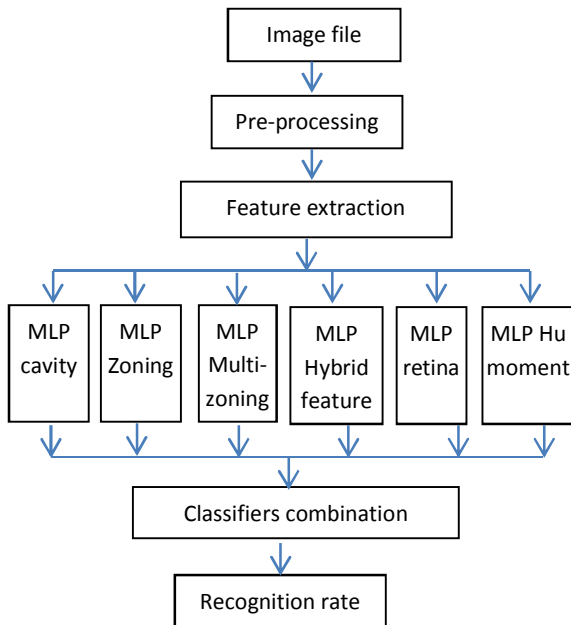 Image file
Pre-processing
Feature extraction
MLP
cavity
MLP
Zoning
MLP
Multi-
zoning
MLP
Hybrid
feature
MLP
retina
MLP Hu
moment
Classifiers combination
Recognition rate